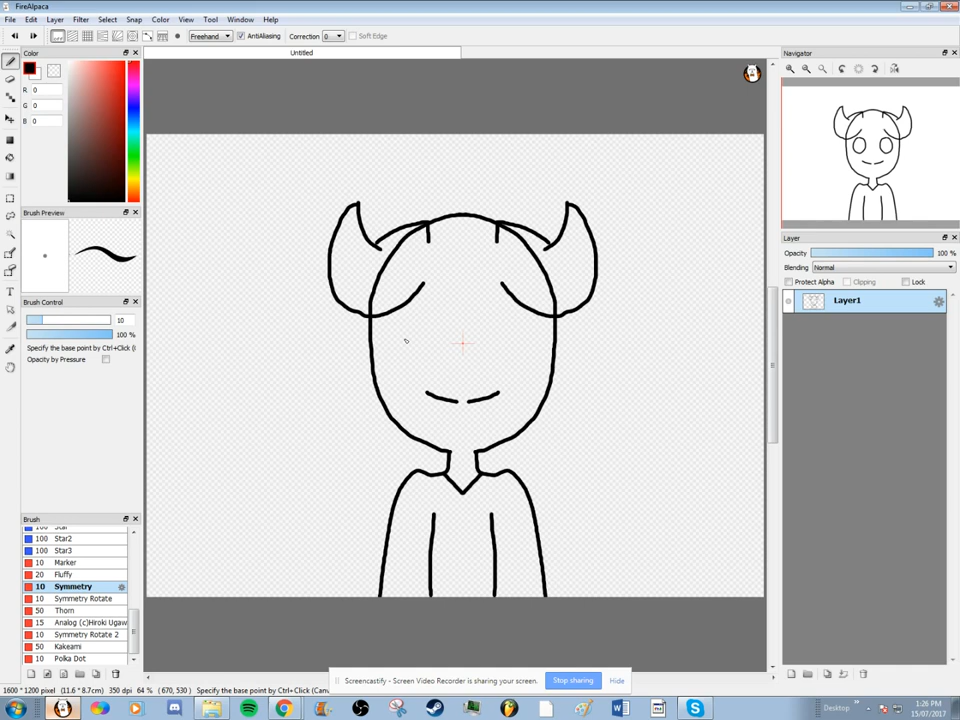 FireAlpaca
File Edit Layer Filter Select Snap Color View Tool Window Help
OFF Freehand AntiAliasing Correction 0 Soft Edge
Color Untitled Navigator
R 0
G 0
B 0
Brush Preview
Layer
Opacity 100 %
Blending Normal
Protect Alpha Clipping Lock
Layer1
Brush Control
10
100 %
Specify the base point by Ctrl+Click (
Opacity by Pressure
Brush
100 Star
100 Star2
100 Star3
10 Marker
20 Fluffy
10 Symmetry
10 Symmetry Rotate
50 Thorn
15 Analog (c)Hiroki Ugaw
10 Symmetry Rotate 2
50 Kakeami
10 Polka Dot
Screencastify - Screen Video Recorder is sharing your screen. Stop sharing Hide
1600 * 1200 pixel (11.6 * 8.7cm) 350 dpi 64 % ( 670, 530 ) Specify the base point by Ctrl+Click (Can
Desktop
1:26 PM
15/07/2017